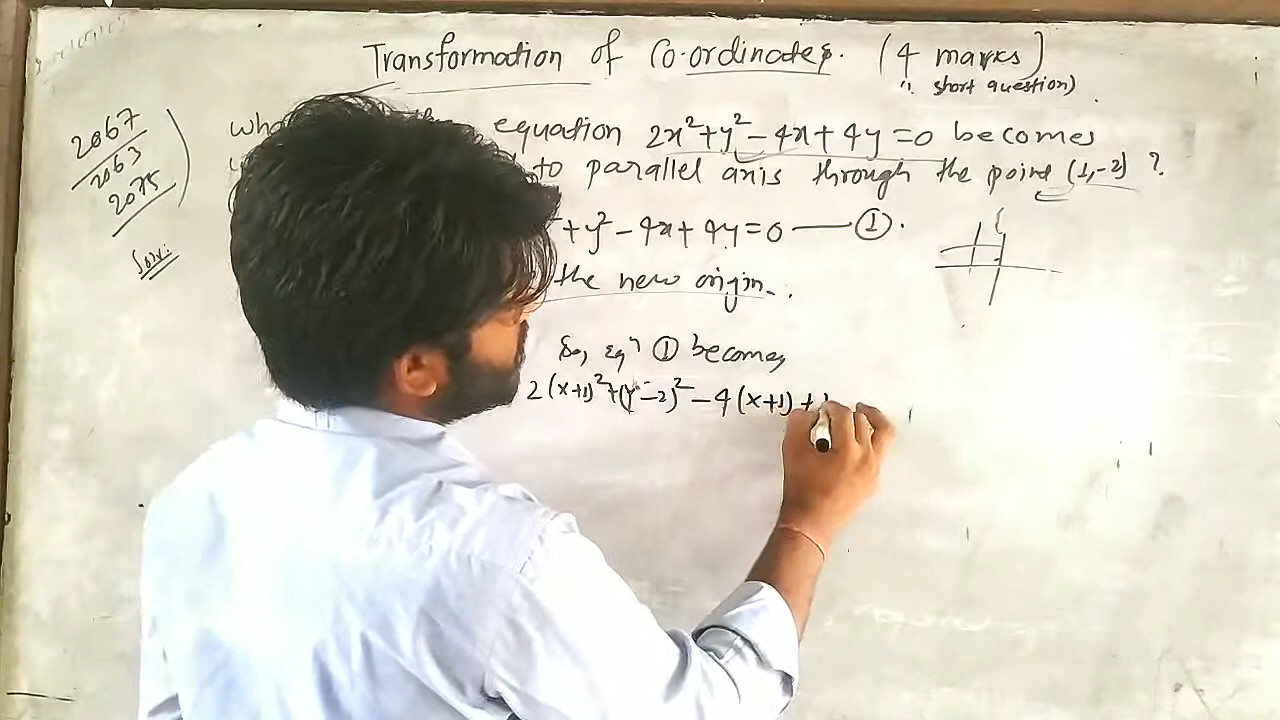 Transformation of Co-ordinates. (4 marks)
short question)
2067
2063
2075
equation 2x²+y²-4x+4y=0 becomes
to parallel axis through the point (1,-2) ?
Soln:
+y²-4x+4y=0 — ①.
the new origin.
So, eqⁿ ① becomes
2(x+1)²+(y-2)²-4(x+1)+